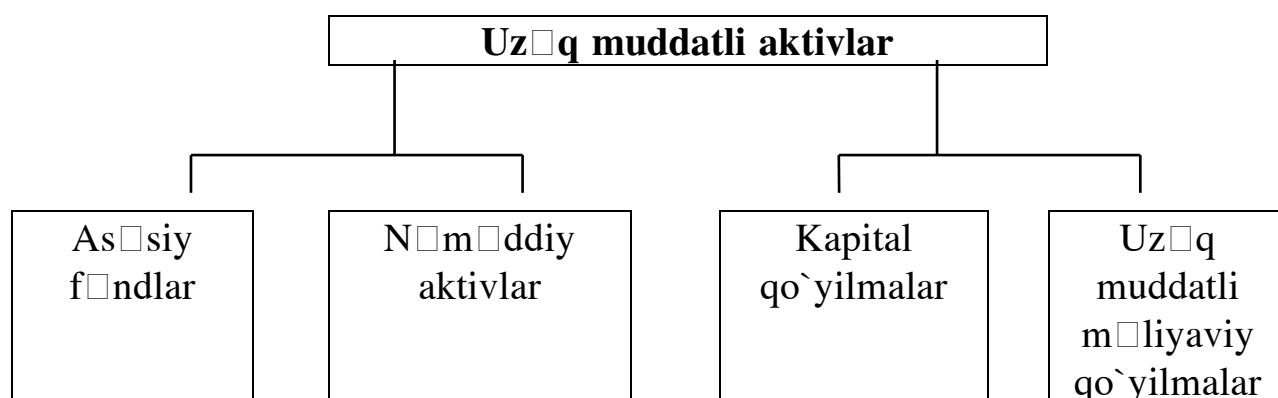 Uz□q muddatli aktivlar
As□siy
f□ndlar
N□m□ddiy
aktivlar
Kapital
qo`yilmalar
Uz□q
muddatli
m□liyaviy
qo`yilmalar